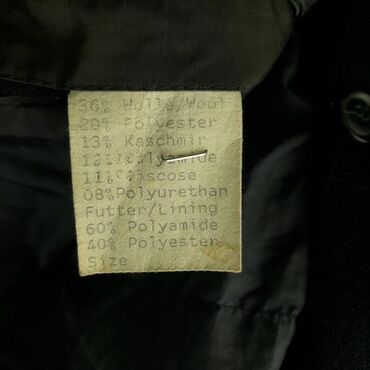 36% Wolle/Wool
20% Polyester
13% Kaschmir
12% Polyamide
11% Viscose
08%Polyurethan
Futter/Lining
60% Polyamide
40% Polyester
Size